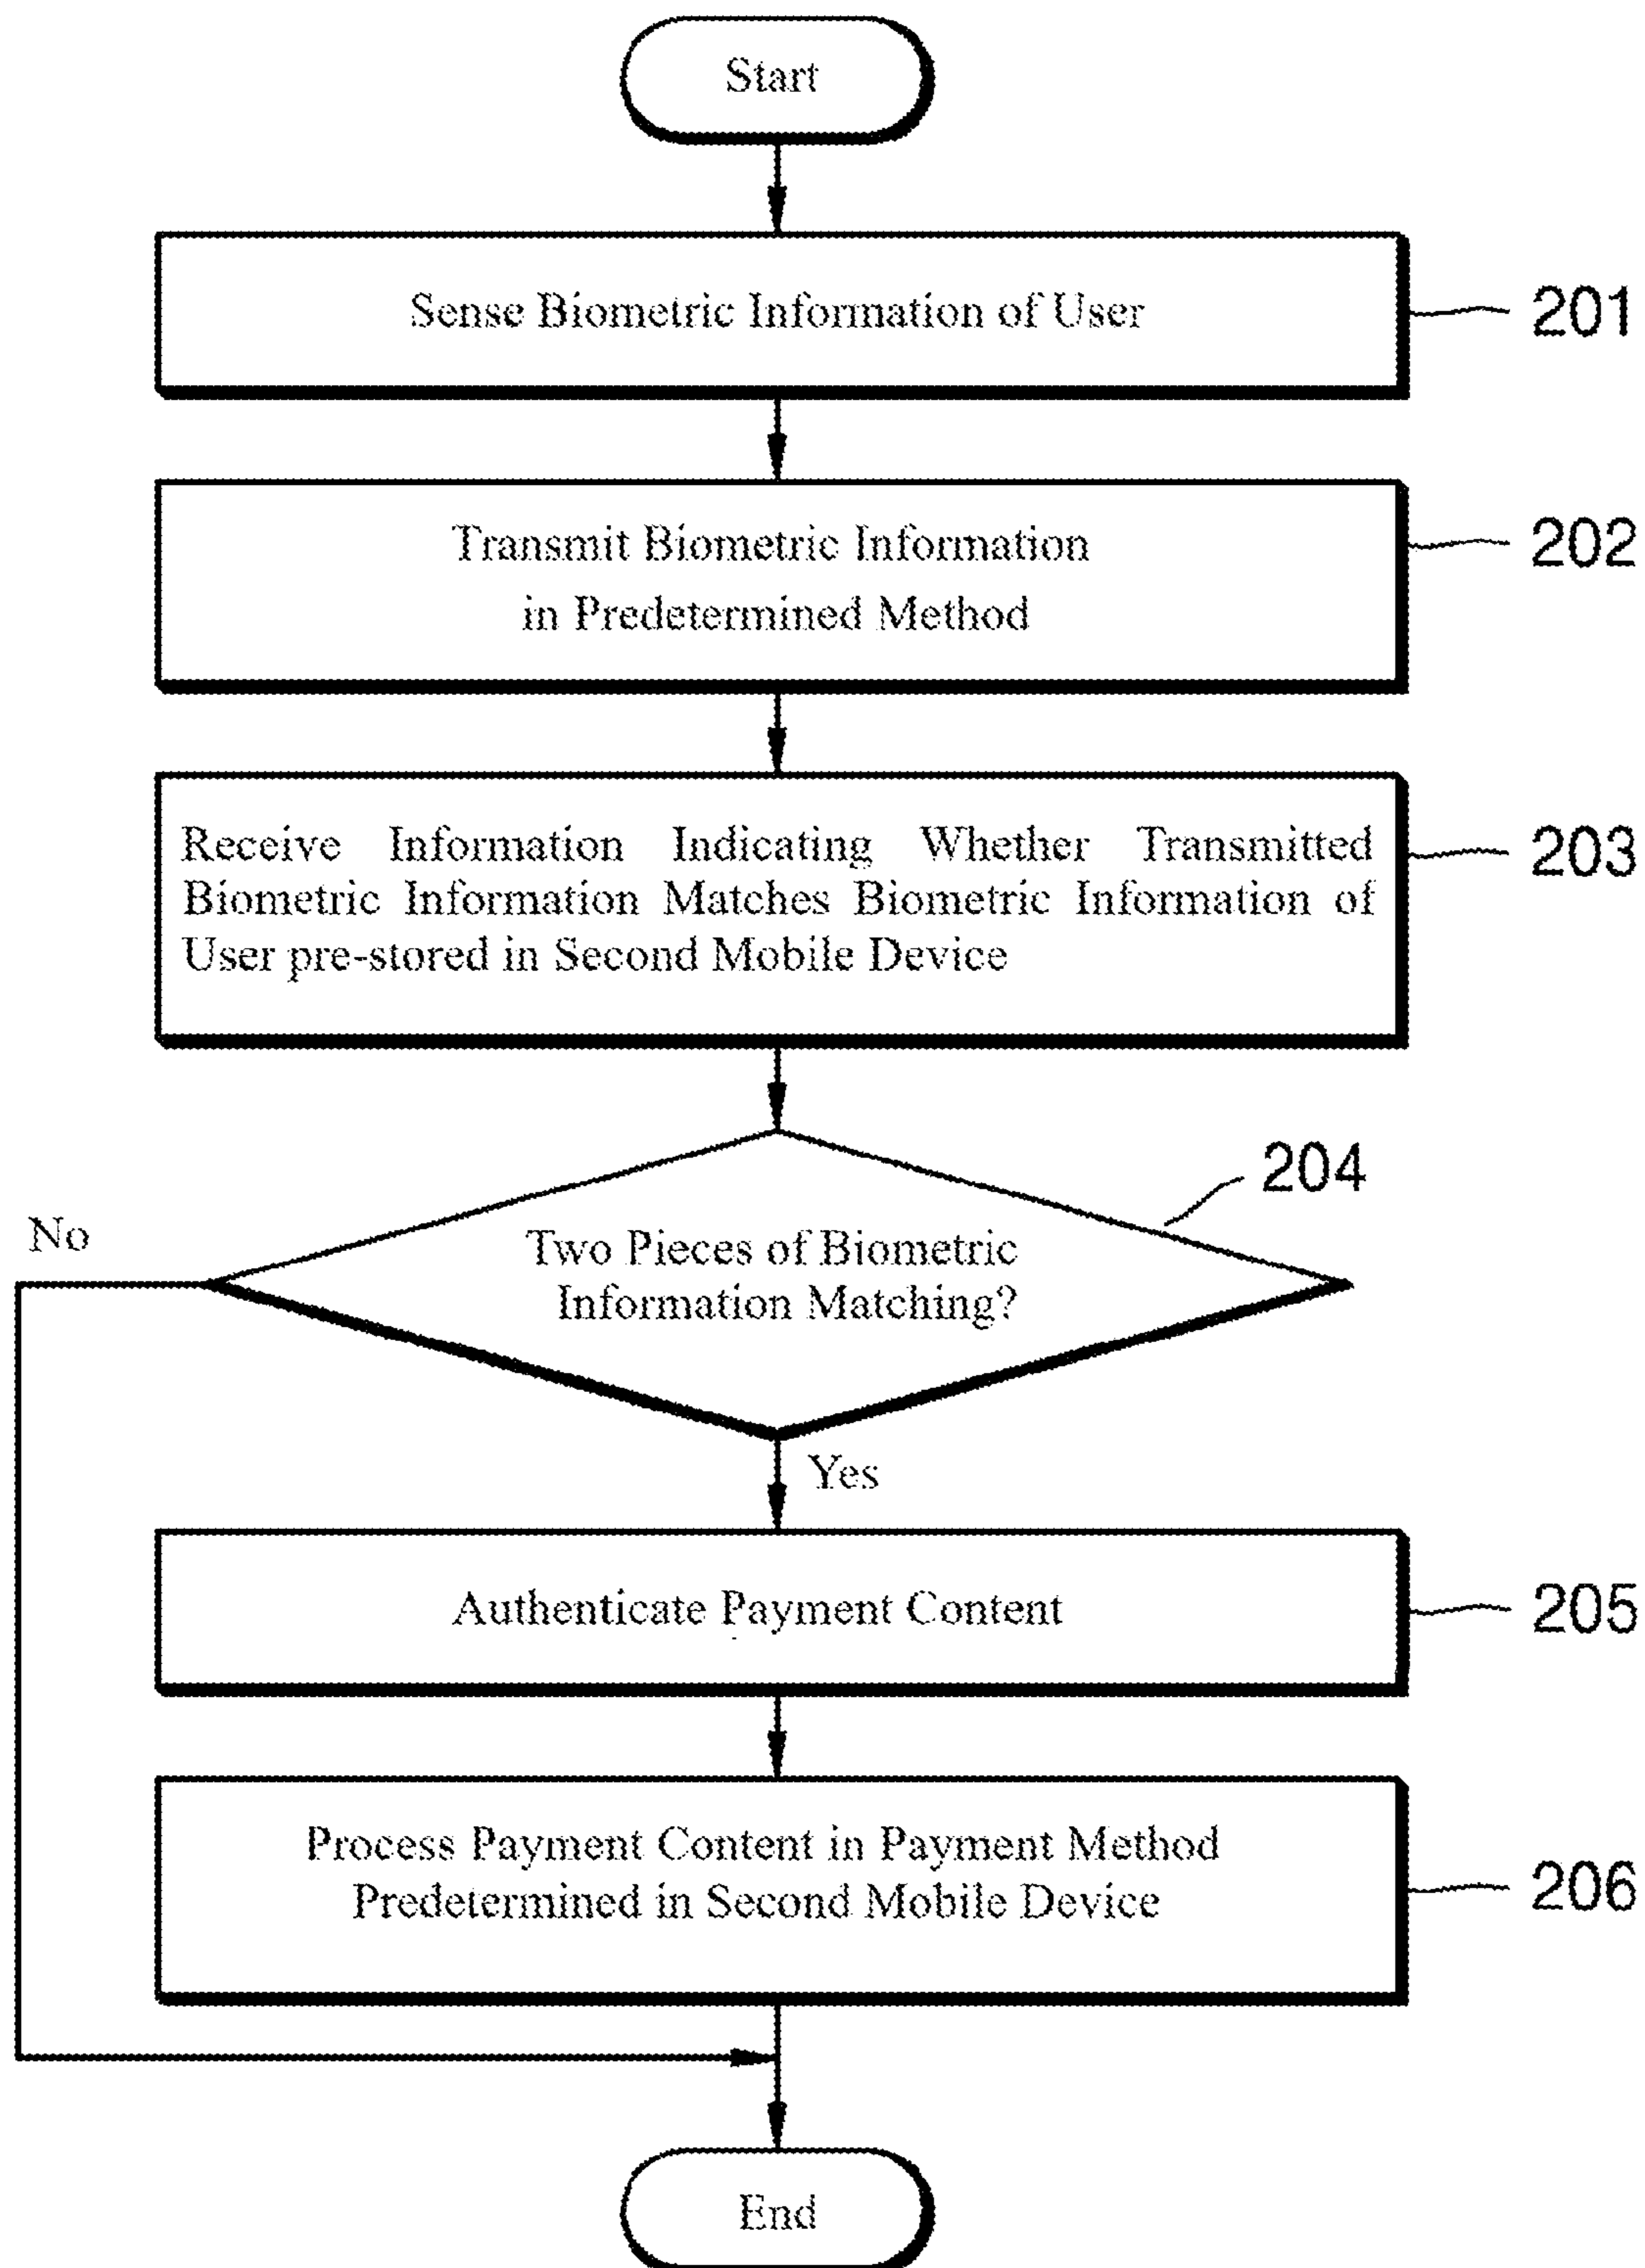 Start
Sense Biometric Information of User
201
Transmit Biometric Information
in Predetermined Method
202
Receive Information Indicating Whether Transmitted
Biometric Information Matches Biometric Information of
User pre-stored in Second Mobile Device
203
204
No
Two Pieces of Biometric
Information Matching?
Yes
Authenticate Payment Content
205
Process Payment Content in Payment Method
Predetermined in Second Mobile Device
206
End